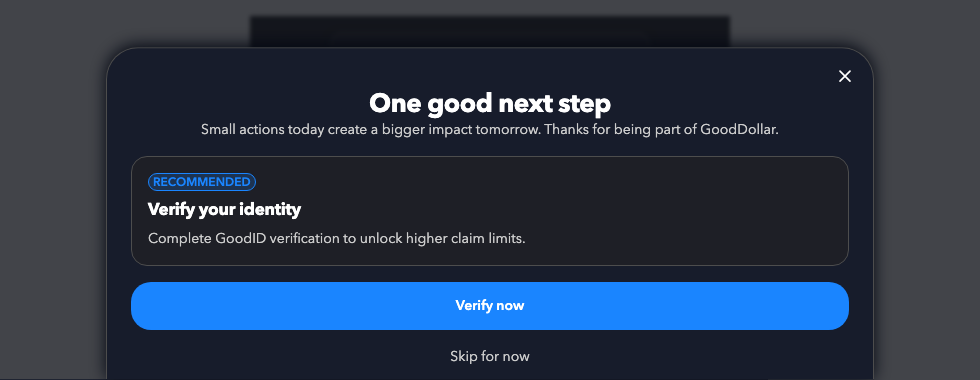 One good next step
Small actions today create a bigger impact tomorrow. Thanks for being part of GoodDollar.
RECOMMENDED
Verify your identity
Complete GoodID verification to unlock higher claim limits.
Verify now
Skip for now